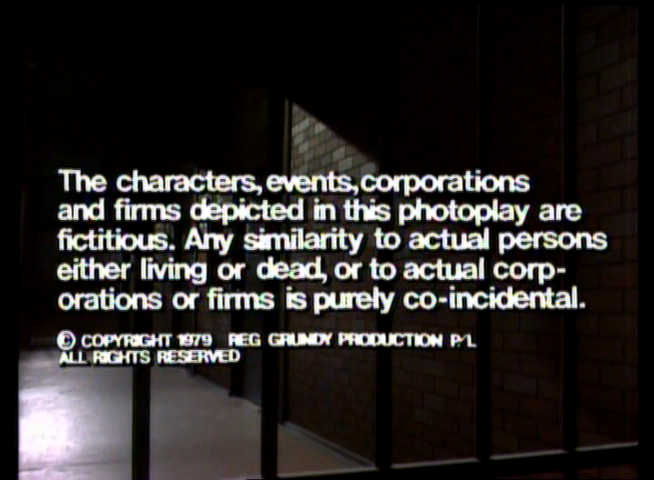 The characters, events, corporations
and firms depicted in this photoplay are
fictitious. Any similarity to actual persons
either living or dead, or to actual corp-
orations or firms is purely co-incidental.
© COPYRIGHT 1979 REG GRUNDY PRODUCTION P/L
ALL RIGHTS RESERVED